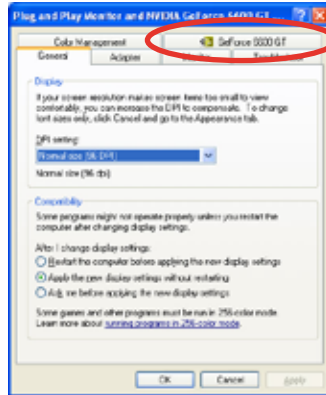 Plug and Play Monitor and NVIDIA GeForce 6600 GT ...
Color Management
GeForce 6600 GT
General
Adapter
Monitor
Troubleshoot
Display
If your screen resolution makes screen items too small to view
comfortably, you can increase the DPI to compensate. To change
font sizes only, click Cancel and go to the Appearance tab.
DPI setting:
Normal size (96 DPI)
Normal size (96 dpi)
Compatibility
Some programs might not operate properly unless you restart the
computer after changing display settings.
After I change display settings:
Restart the computer before applying the new display settings
Apply the new display settings without restarting
Ask me before applying the new display settings
Some games and other programs must be run in 256-color mode.
Learn more about running programs in 256-color mode.
OK
Cancel
Apply